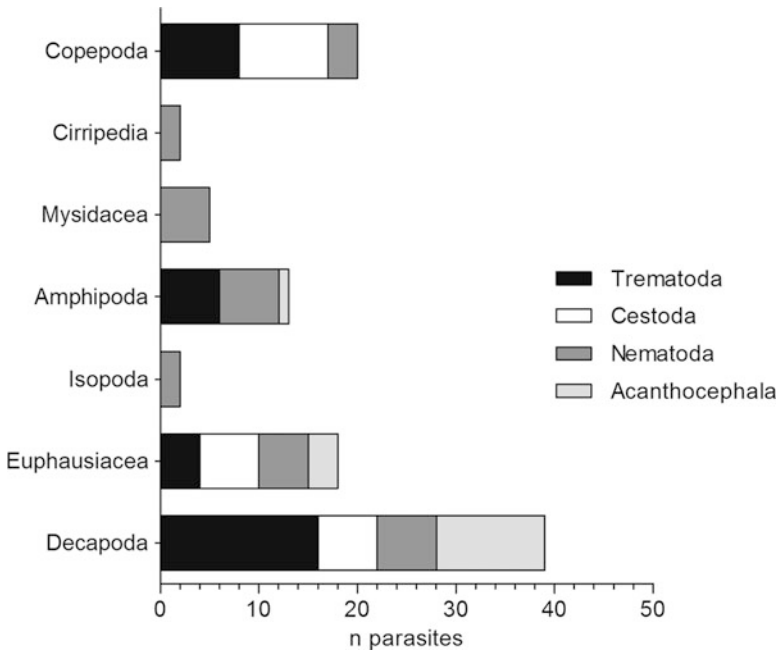 Copepoda
Cirripedia
Mysidacea
Amphipoda
Isopoda
Euphausiacea
Decapoda
Trematoda
Cestoda
Nematoda
Acanthocephala
0 10 20 30 40 50
n parasites